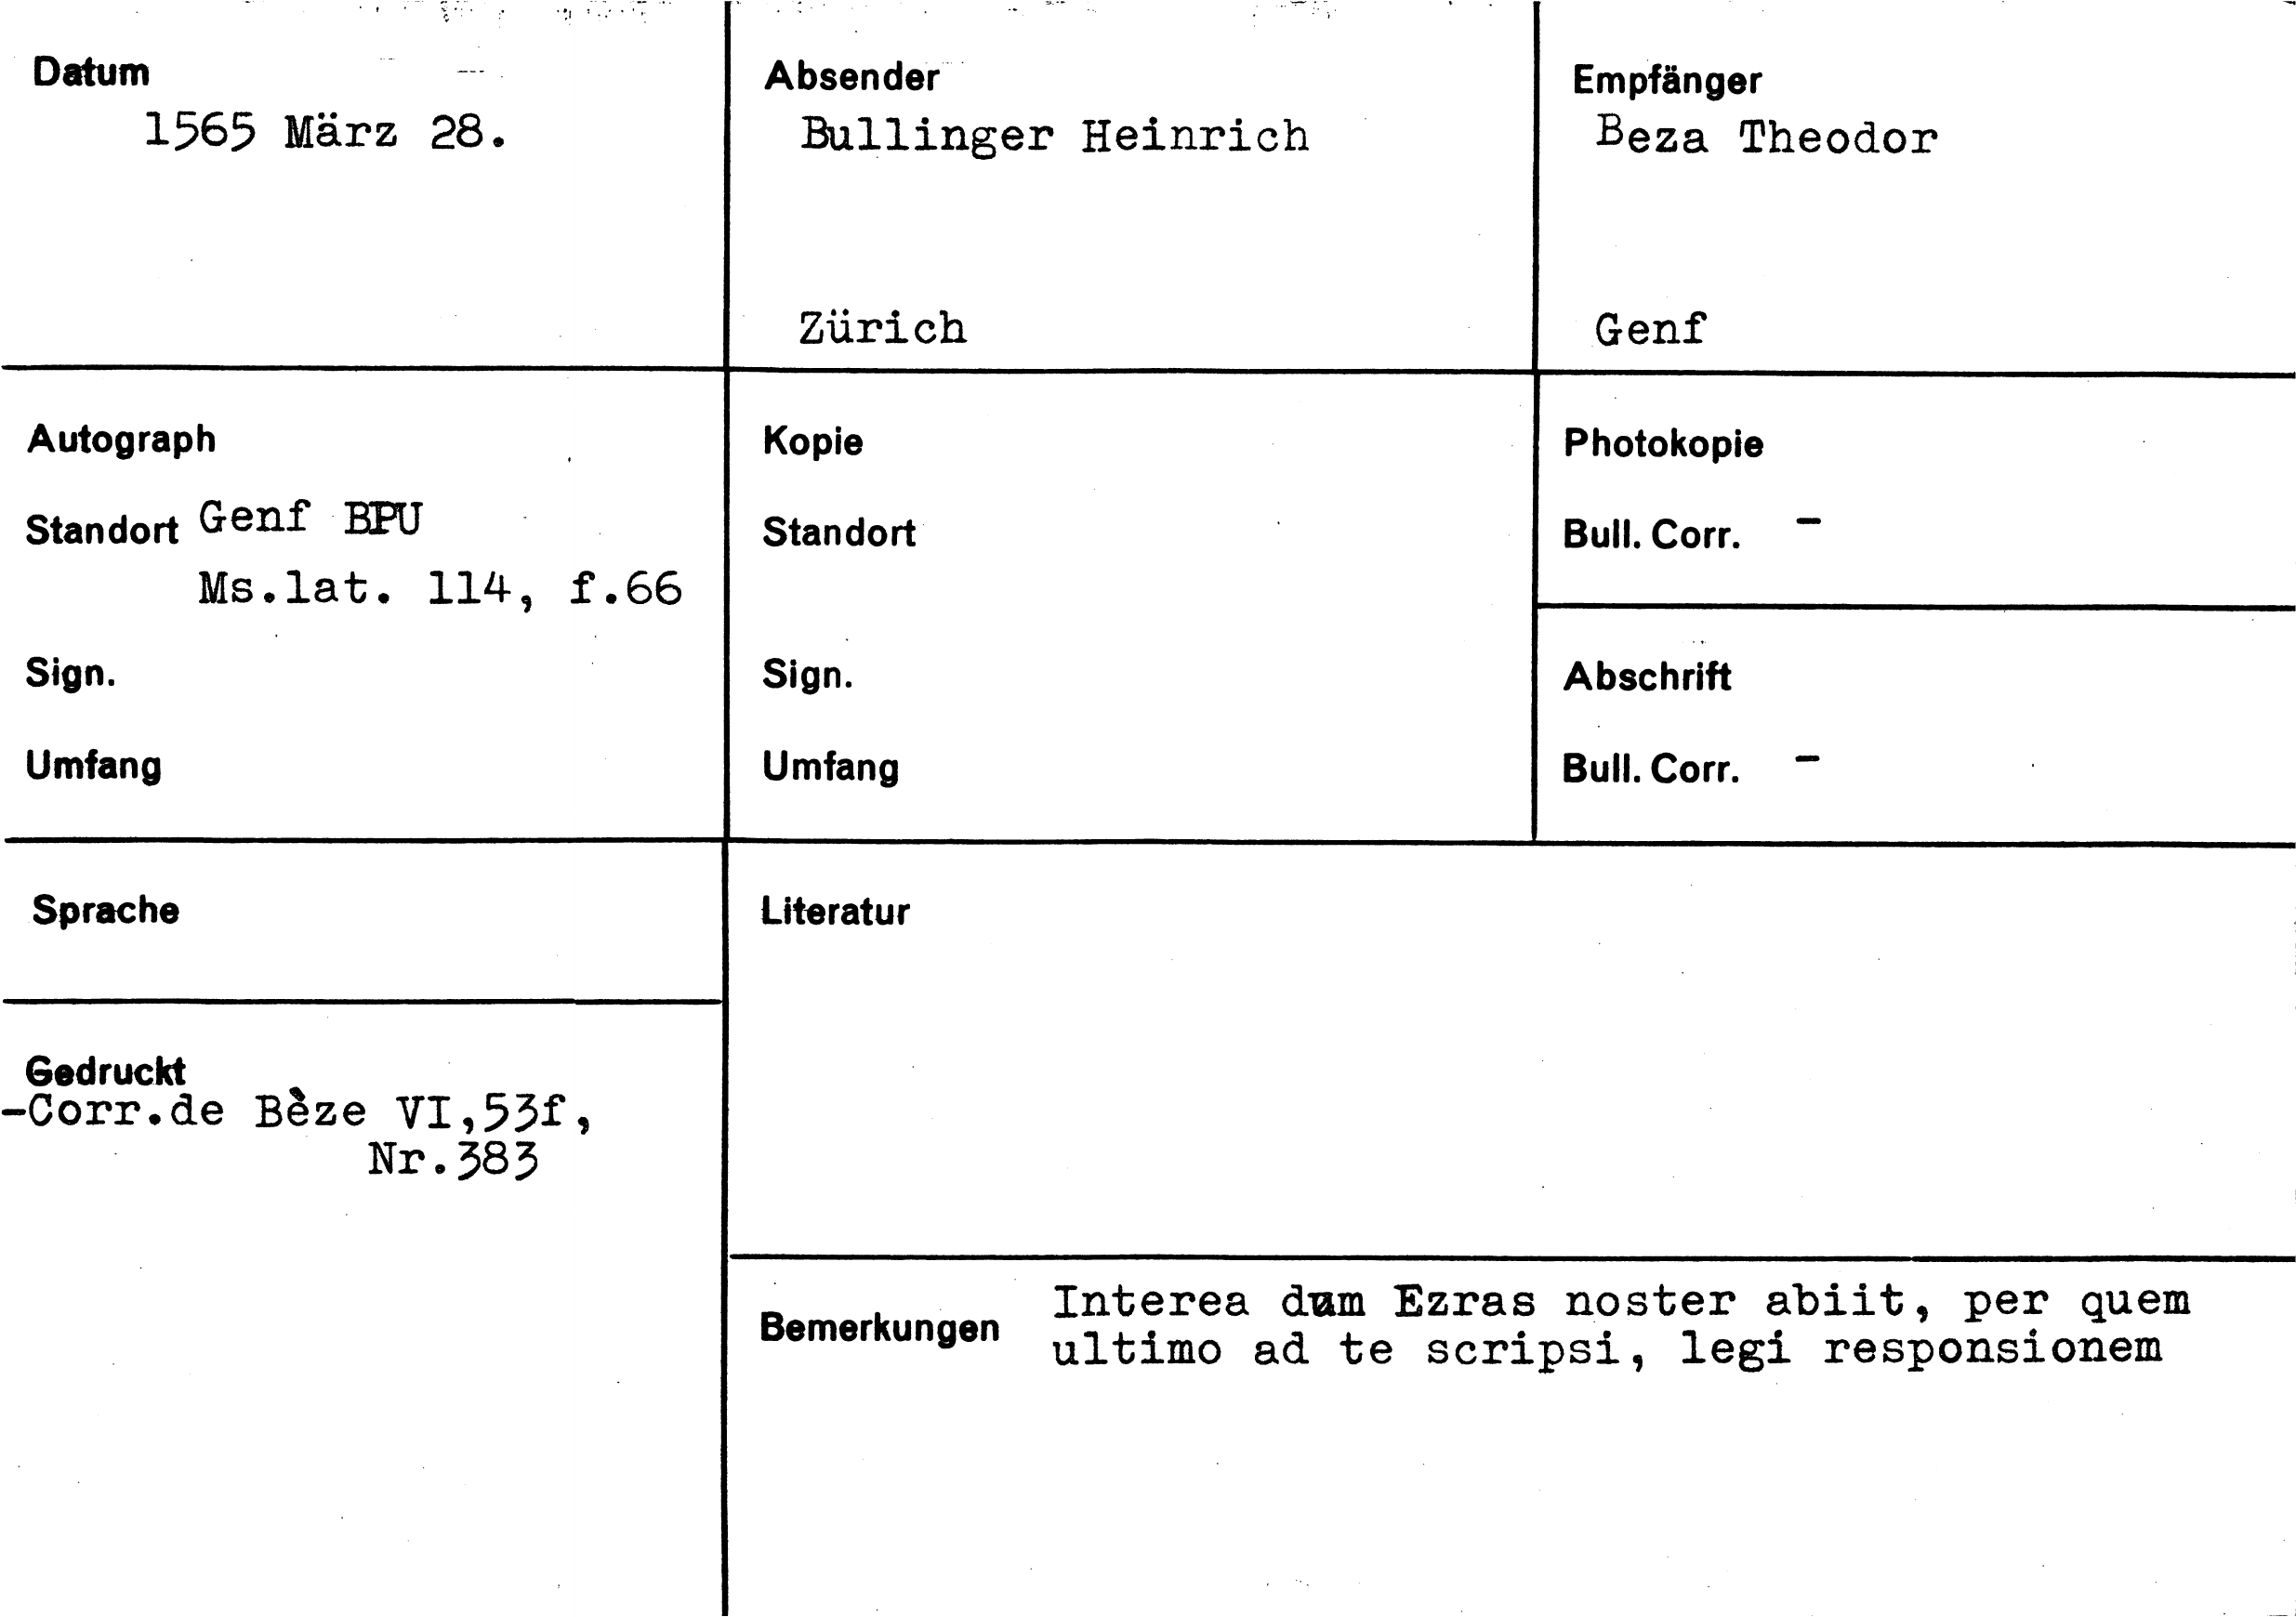 Datum
1565 März 28.
Absender
Bullinger Heinrich
Zürich
Empfänger
Beza Theodor
Genf
Autograph
Standort Genf BPU
Ms.lat. 114, f.66
Sign.
Umfang
Kopie
Standort
Sign.
Umfang
Photokopie
Bull. Corr. -
Abschrift
Bull. Corr. -
Sprache
Gedruckt
-Corr.de Bèze VI,53f,
Nr.383
Literatur
Bemerkungen
Interea dum Ezras noster abiit, per quem
ultimo ad te scripsi, legi responsionem